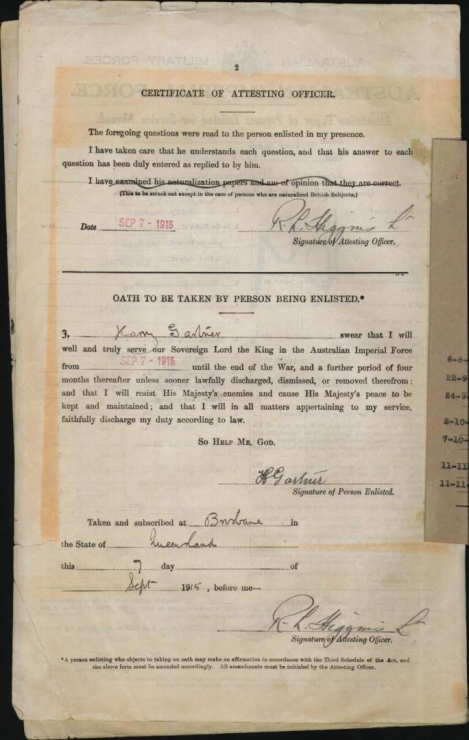 2
CERTIFICATE OF ATTESTING OFFICER.
The foregoing questions were read to the person enlisted in my presence.
I have taken care that he understands each question, and that his answer to each
question has been duly entered as replied to by him.
I have examined his naturalization papers and am of opinion that they are correct.
(This to be struck out except in the case of persons who are naturalized British Subjects.)
Date SEP 7 - 1915 R. L. Higgins Lt
Signature of Attesting Officer.
OATH TO BE TAKEN BY PERSON BEING ENLISTED.*
I, Harry Gartner swear that I will
well and truly serve our Sovereign Lord the King in the Australian Imperial Force
from SEP 7 - 1915 until the end of the War, and a further period of four
months thereafter unless sooner lawfully discharged, dismissed, or removed therefrom;
and that I will resist His Majesty's enemies and cause His Majesty's peace to be
kept and maintained; and that I will in all matters appertaining to my service,
faithfully discharge my duty according to law.
SO HELP ME, GOD.
H Gartner
Signature of Person Enlisted.
Taken and subscribed at Brisbane in
the State of Queensland
this 7 day of
Sept 1915, before me—
R. L. Higgins Lt
Signature of Attesting Officer.
*A person enlisting who objects to taking an oath may make an affirmation in accordance with the Third Schedule of the Act, and
the above form must be amended accordingly. All amendments must be initialed by the Attesting Officer.
7-10-
11-11
11-11-